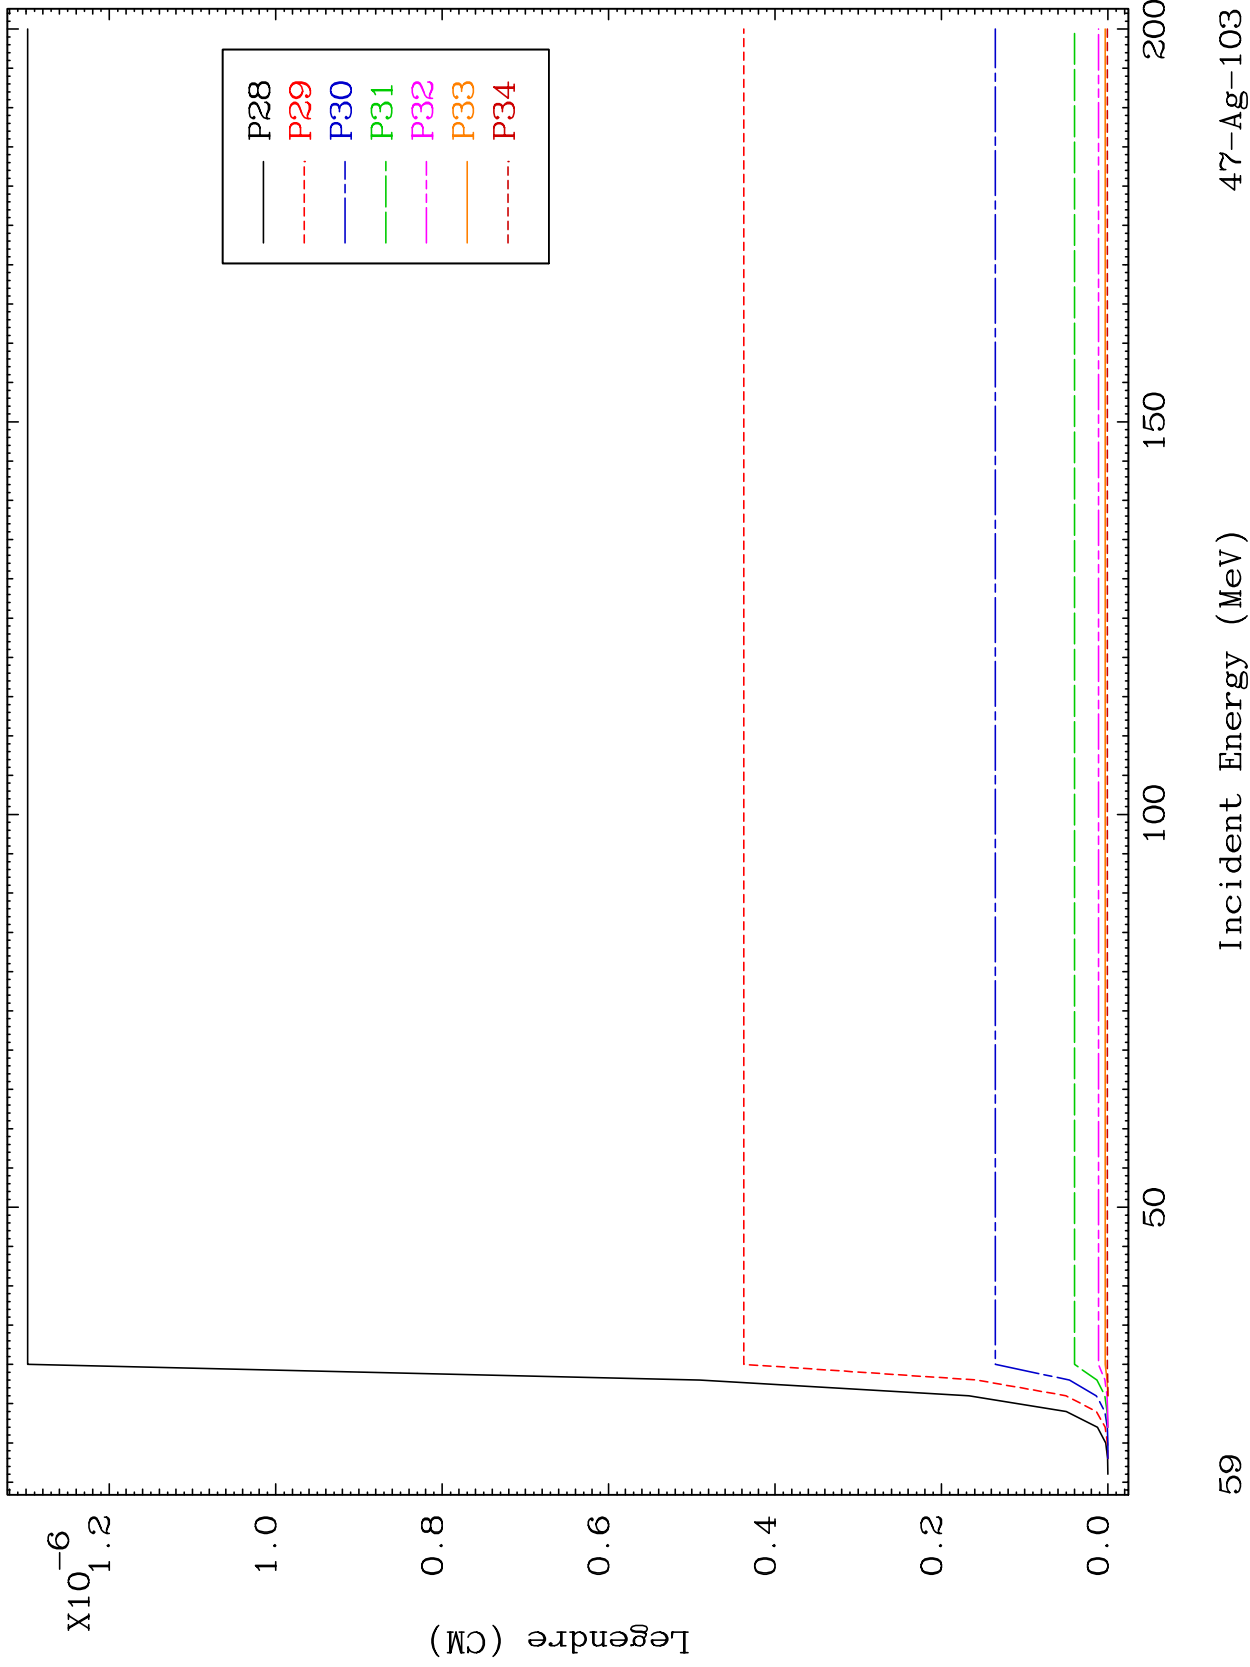 X10-6
1.2
1.0
0.8
0.6
0.4
0.2
0.0
Legendre (CM)
P28
P29
P30
P31
P32
P33
P34
50
100
150
200
Incident Energy (MeV)
59
47-Ag-103